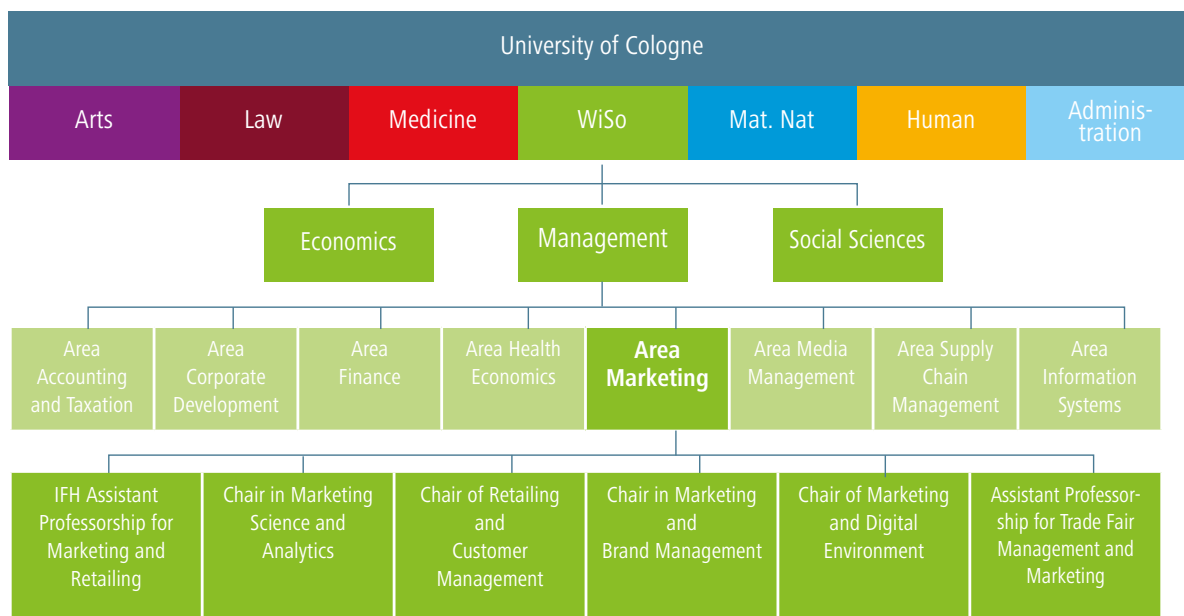 University of Cologne
Arts
Law
Medicine
WiSo
Mat. Nat
Human
Adminis-
tration
Economics
Management
Social Sciences
Area
Accounting
and Taxation
Area
Corporate
Development
Area
Finance
Area Health
Economics
Area
Marketing
Area Media
Management
Area Supply
Chain
Management
Area
Information
Systems
IFH Assistant
Professorship for
Marketing and
Retailing
Chair in Marketing
Science and
Analytics
Chair of Retailing
and
Customer
Management
Chair in Marketing
and
Brand Management
Chair of Marketing
and Digital
Environment
Assistant Professor-
ship for Trade Fair
Management and
Marketing